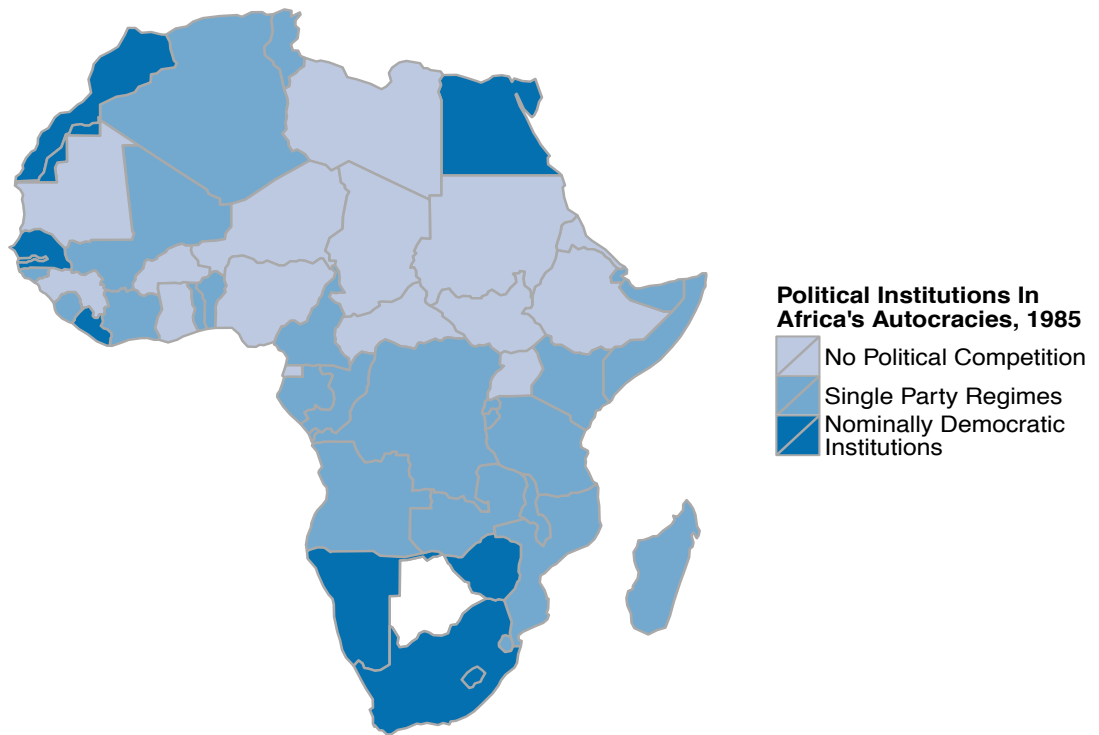 Political Institutions In
Africa's Autocracies, 1985
No Political Competition
Single Party Regimes
Nominally Democratic
Institutions